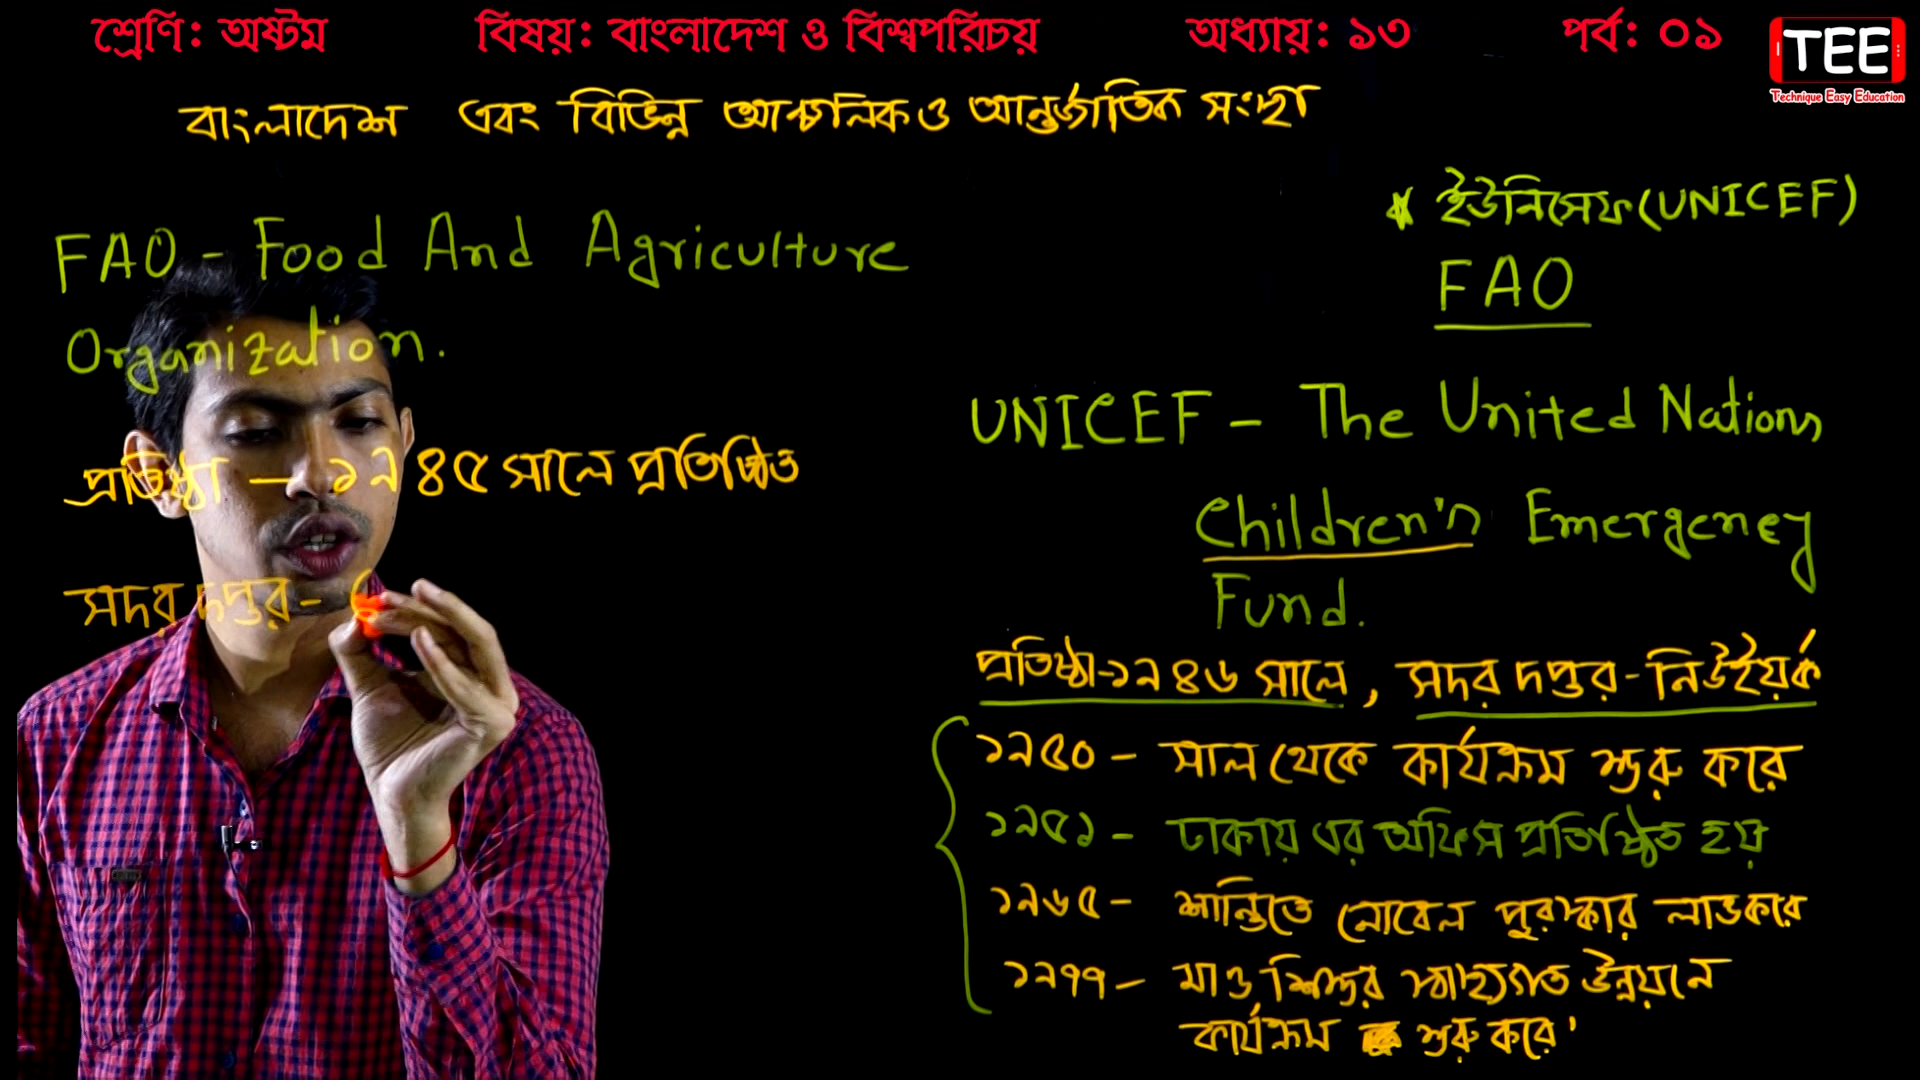 শ্রেণি: অষ্টম বিষয়: বাংলাদেশ ও বিশ্বপরিচয় অধ্যায়: ১৩ পর্ব: ০১
TEE
Technique Easy Education
বাংলাদেশ এবং বিভিন্ন আঞ্চলিক ও আন্তর্জাতিক সংস্থা
FAO - Food And Agriculture
Organization.
প্রতিষ্ঠা — ১৯৪৫ সালে প্রতিষ্ঠিত
সদর দপ্তর -
* ইউনিসেফ (UNICEF)
FAO
UNICEF - The United Nations
Children's Emergency
Fund.
প্রতিষ্ঠা-১৯৪৬ সালে, সদর দপ্তর-নিউইয়র্ক
১৯৫০ - সাল থেকে কার্যক্রম শুরু করে
১৯৫১ - ঢাকায় এর অফিস প্রতিষ্ঠিত হয়
১৯৬৫ - শান্তিতে নোবেল পুরস্কার লাভকরে
১৯৭৭ - মা ও শিশুর স্বাস্থ্যগত উন্নয়নে
কার্যক্রম শুরু করে